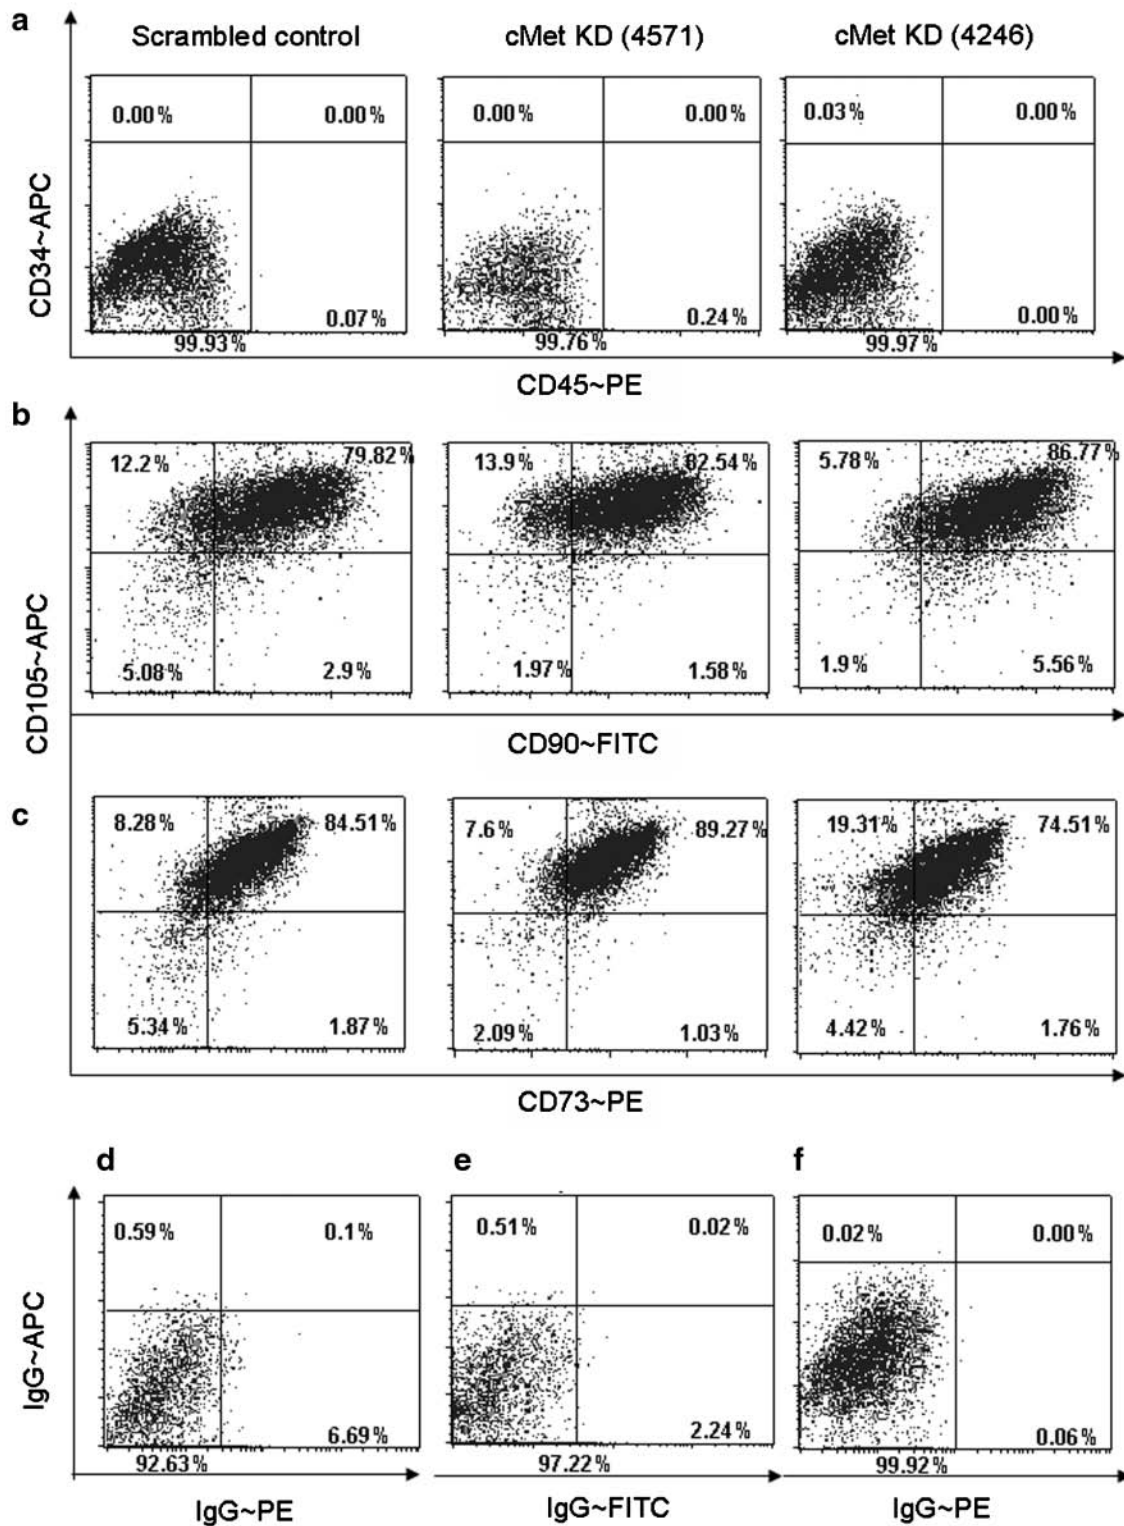 a
Scrambled control
cMet KD (4571)
cMet KD (4246)
0.00%
0.00%
0.00%
0.00%
0.03%
0.00%
CD34~APC
0.07%
0.24%
0.00%
99.93%
99.76%
99.97%
CD45~PE
b
12.2%
79.82%
13.9%
82.54%
5.78%
86.77%
CD105~APC
5.08%
2.9%
1.97%
1.58%
1.9%
5.56%
CD90~FITC
c
8.28%
84.51%
7.6%
89.27%
19.31%
74.51%
5.34%
1.87%
2.09%
1.03%
4.42%
1.76%
CD73~PE
d
e
f
0.59%
0.1%
0.51%
0.02%
0.02%
0.00%
IgG~APC
6.69%
2.24%
0.06%
92.63%
97.22%
99.92%
IgG~PE
IgG~FITC
IgG~PE